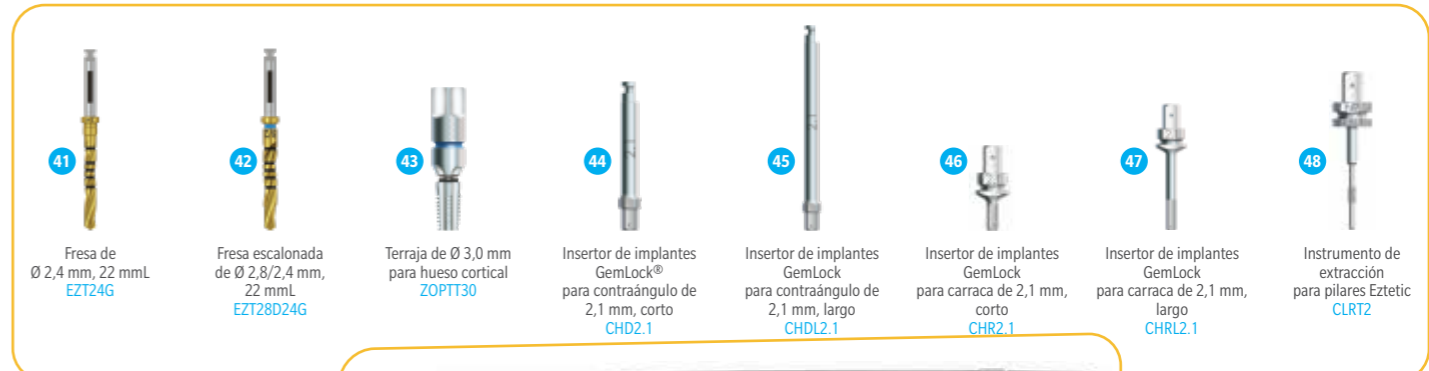 41
Fresa de
Ø 2,4 mm, 22 mmL
EZT24G
42
Fresa escalonada
de Ø 2,8/2,4 mm,
22 mmL
EZT28D24G
43
Terraja de Ø 3,0 mm
para hueso cortical
ZOPTT30
44
Insertor de implantes
GemLock®
para contraángulo de
2,1 mm, corto
CHD2.1
45
Insertor de implantes
GemLock
para contraángulo de
2,1 mm, largo
CHDL2.1
46
Insertor de implantes
GemLock
para carraca de 2,1 mm,
corto
CHR2.1
47
Insertor de implantes
GemLock
para carraca de 2,1 mm,
largo
CHRL2.1
48
Instrumento de
extracción
para pilares Eztetic
CLRT2